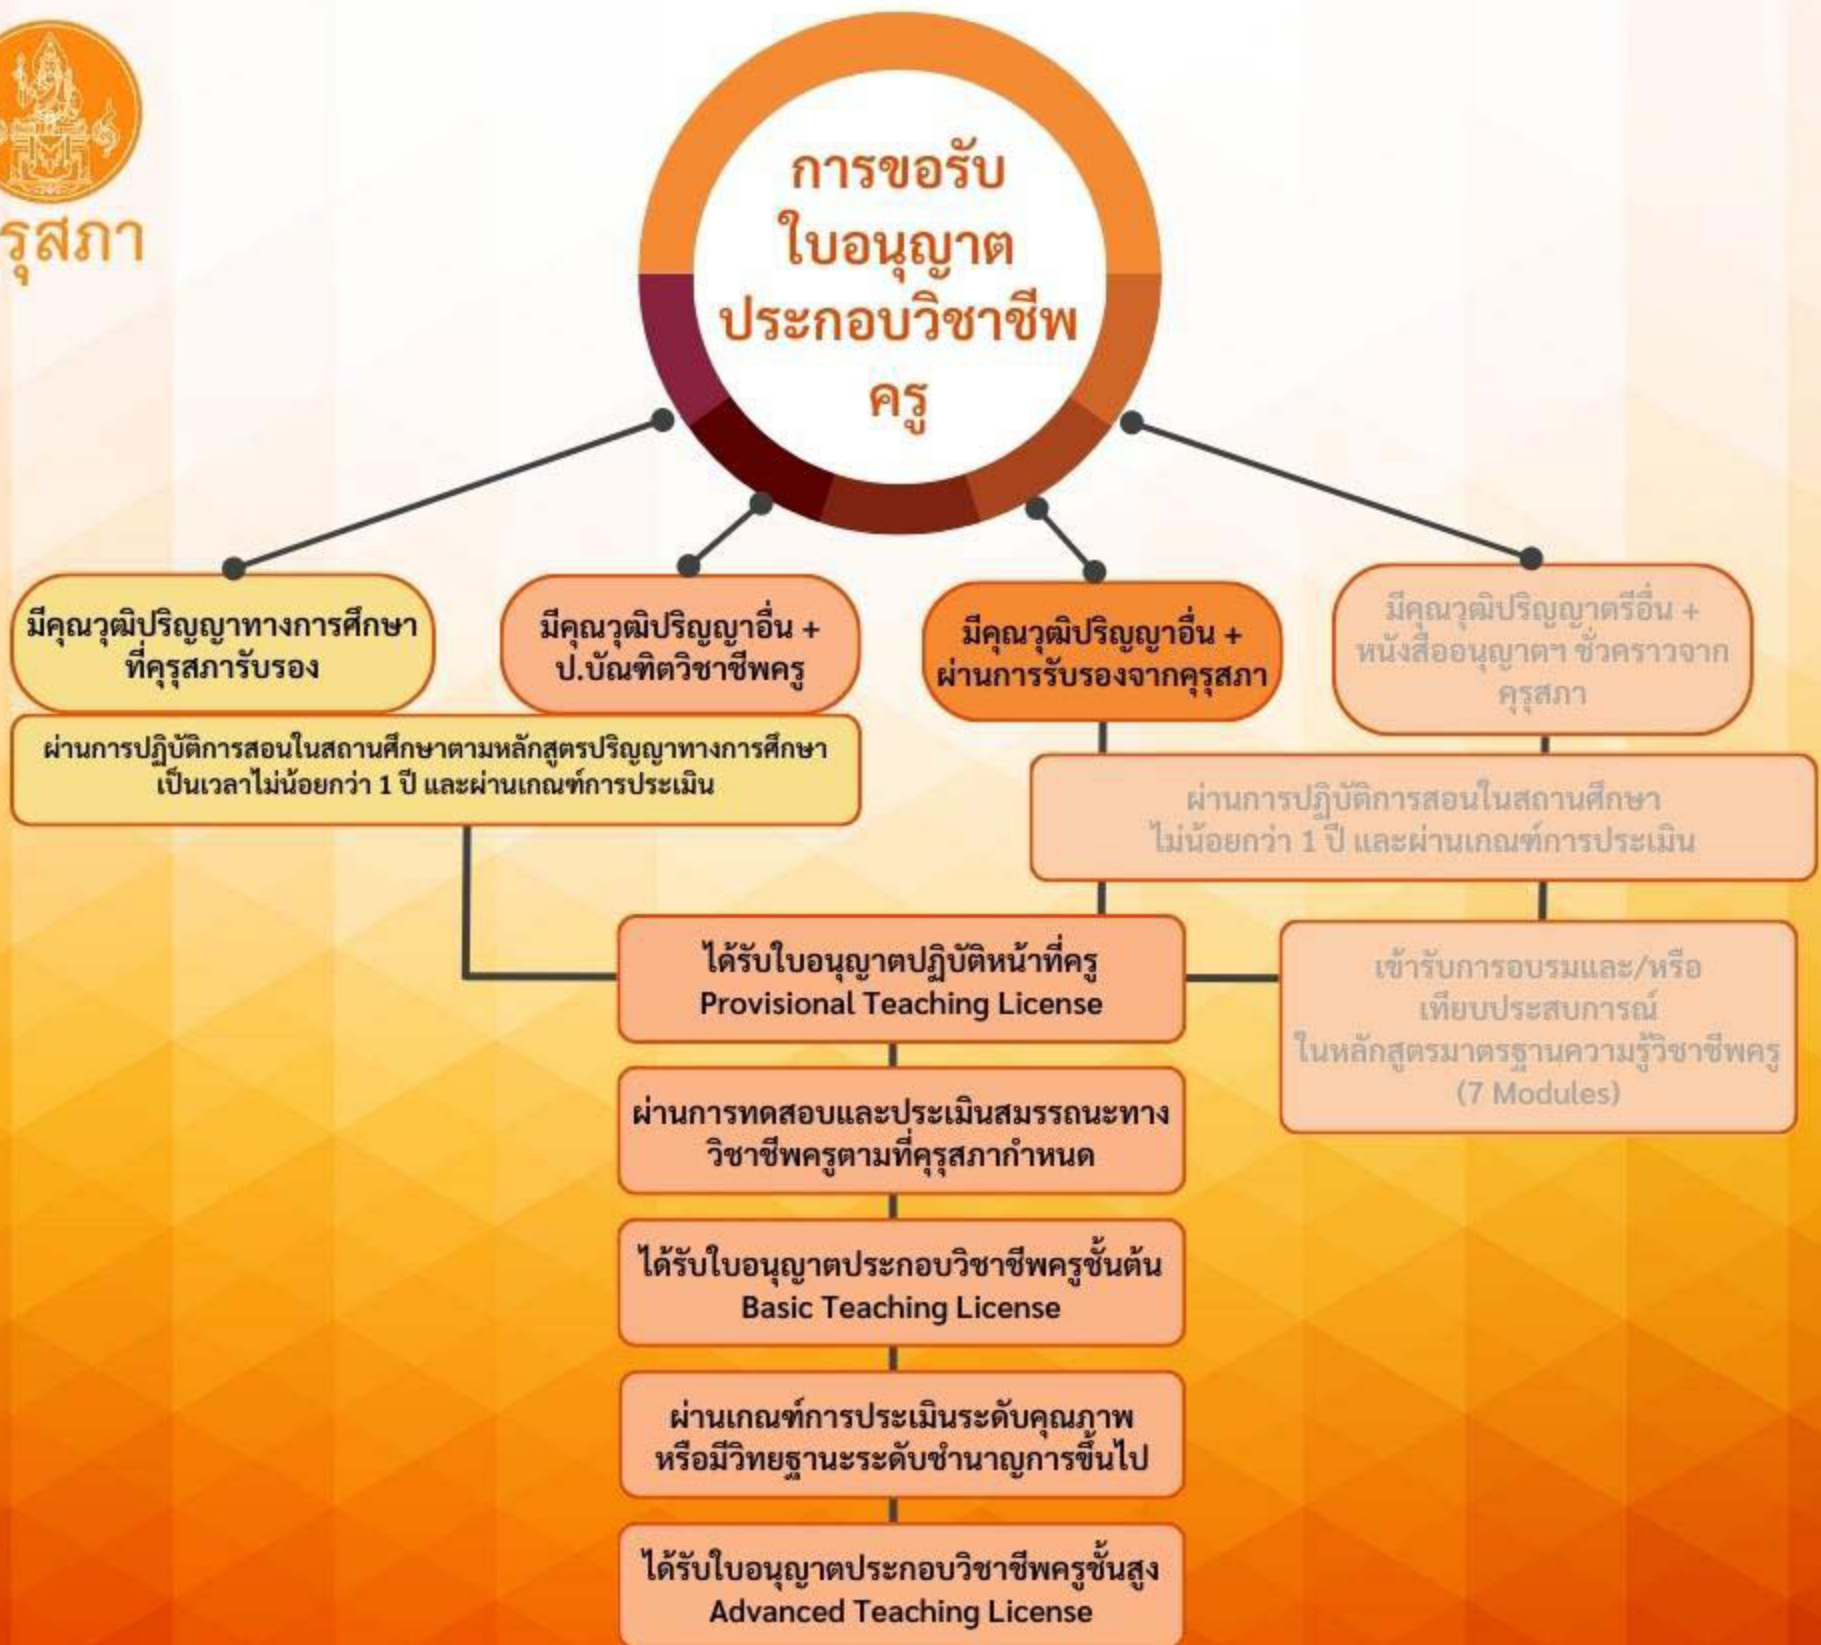 รุสภา
การขอรับ
ใบอนุญาต
ประกอบวิชาชีพ
ครู
มีคุณวุฒิปริญญาทางการศึกษา
ที่คุรุสภารับรอง
มีคุณวุฒิปริญญาอื่น +
ป.บัณฑิตวิชาชีพครู
มีคุณวุฒิปริญญาอื่น +
ผ่านการรับรองจากคุรุสภา
มีคุณวุฒิปริญญาตรีอื่น +
หนังสืออนุญาตฯ ชั่วคราวจาก
คุรุสภา
ผ่านการปฏิบัติการสอนในสถานศึกษาตามหลักสูตรปริญญาทางการศึกษา
เป็นเวลาไม่น้อยกว่า 1 ปี และผ่านเกณฑ์การประเมิน
ผ่านการปฏิบัติการสอนในสถานศึกษา
ไม่น้อยกว่า 1 ปี และผ่านเกณฑ์การประเมิน
ได้รับใบอนุญาตปฏิบัติหน้าที่ครู
Provisional Teaching License
เข้ารับการอบรมและ/หรือ
เทียบประสบการณ์
ในหลักสูตรมาตรฐานความรู้วิชาชีพครู
(7 Modules)
ผ่านการทดสอบและประเมินสมรรถนะทาง
วิชาชีพครูตามที่คุรุสภากำหนด
ได้รับใบอนุญาตประกอบวิชาชีพครูชั้นต้น
Basic Teaching License
ผ่านเกณฑ์การประเมินระดับคุณภาพ
หรือมีวิทยฐานะระดับชำนาญการขึ้นไป
ได้รับใบอนุญาตประกอบวิชาชีพครูชั้นสูง
Advanced Teaching License